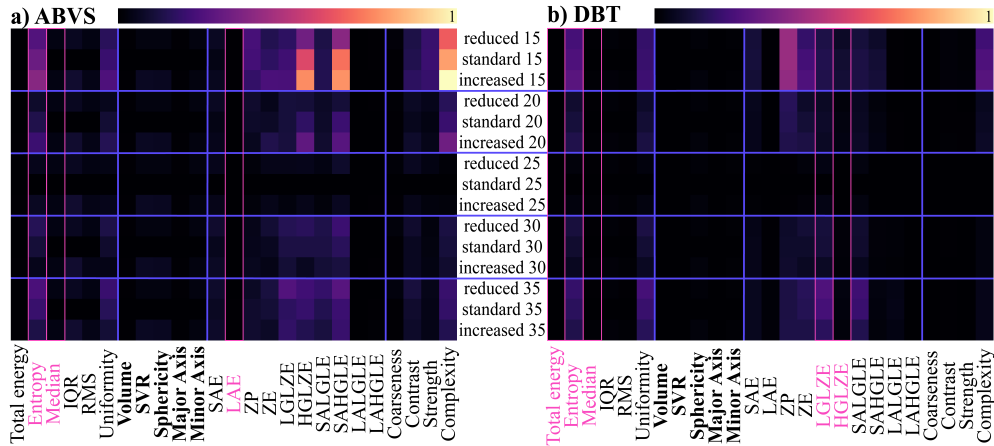 a) ABVS
1
b) DBT
1
reduced 15
standard 15
increased 15
reduced 20
standard 20
increased 20
reduced 25
standard 25
increased 25
reduced 30
standard 30
increased 30
reduced 35
standard 35
increased 35
Total energy
Entropy
Median
IQR
RMS
Uniformity
Volume
SVR
Sphericity
Major Axis
Minor Axis
SAE
LAE
ZP
ZE
LGLZE
HGLZE
SALGLE
SAHGLE
LALGLE
LAHGLE
Coarseness
Contrast
Strength
Complexity
Total energy
Entropy
Median
IQR
RMS
Uniformity
Volume
SVR
Sphericity
Major Axis
Minor Axis
SAE
LAE
ZP
ZE
LGLZE
HGLZE
SALGLE
SAHGLE
LALGLE
LAHGLE
Coarseness
Contrast
Strength
Complexity